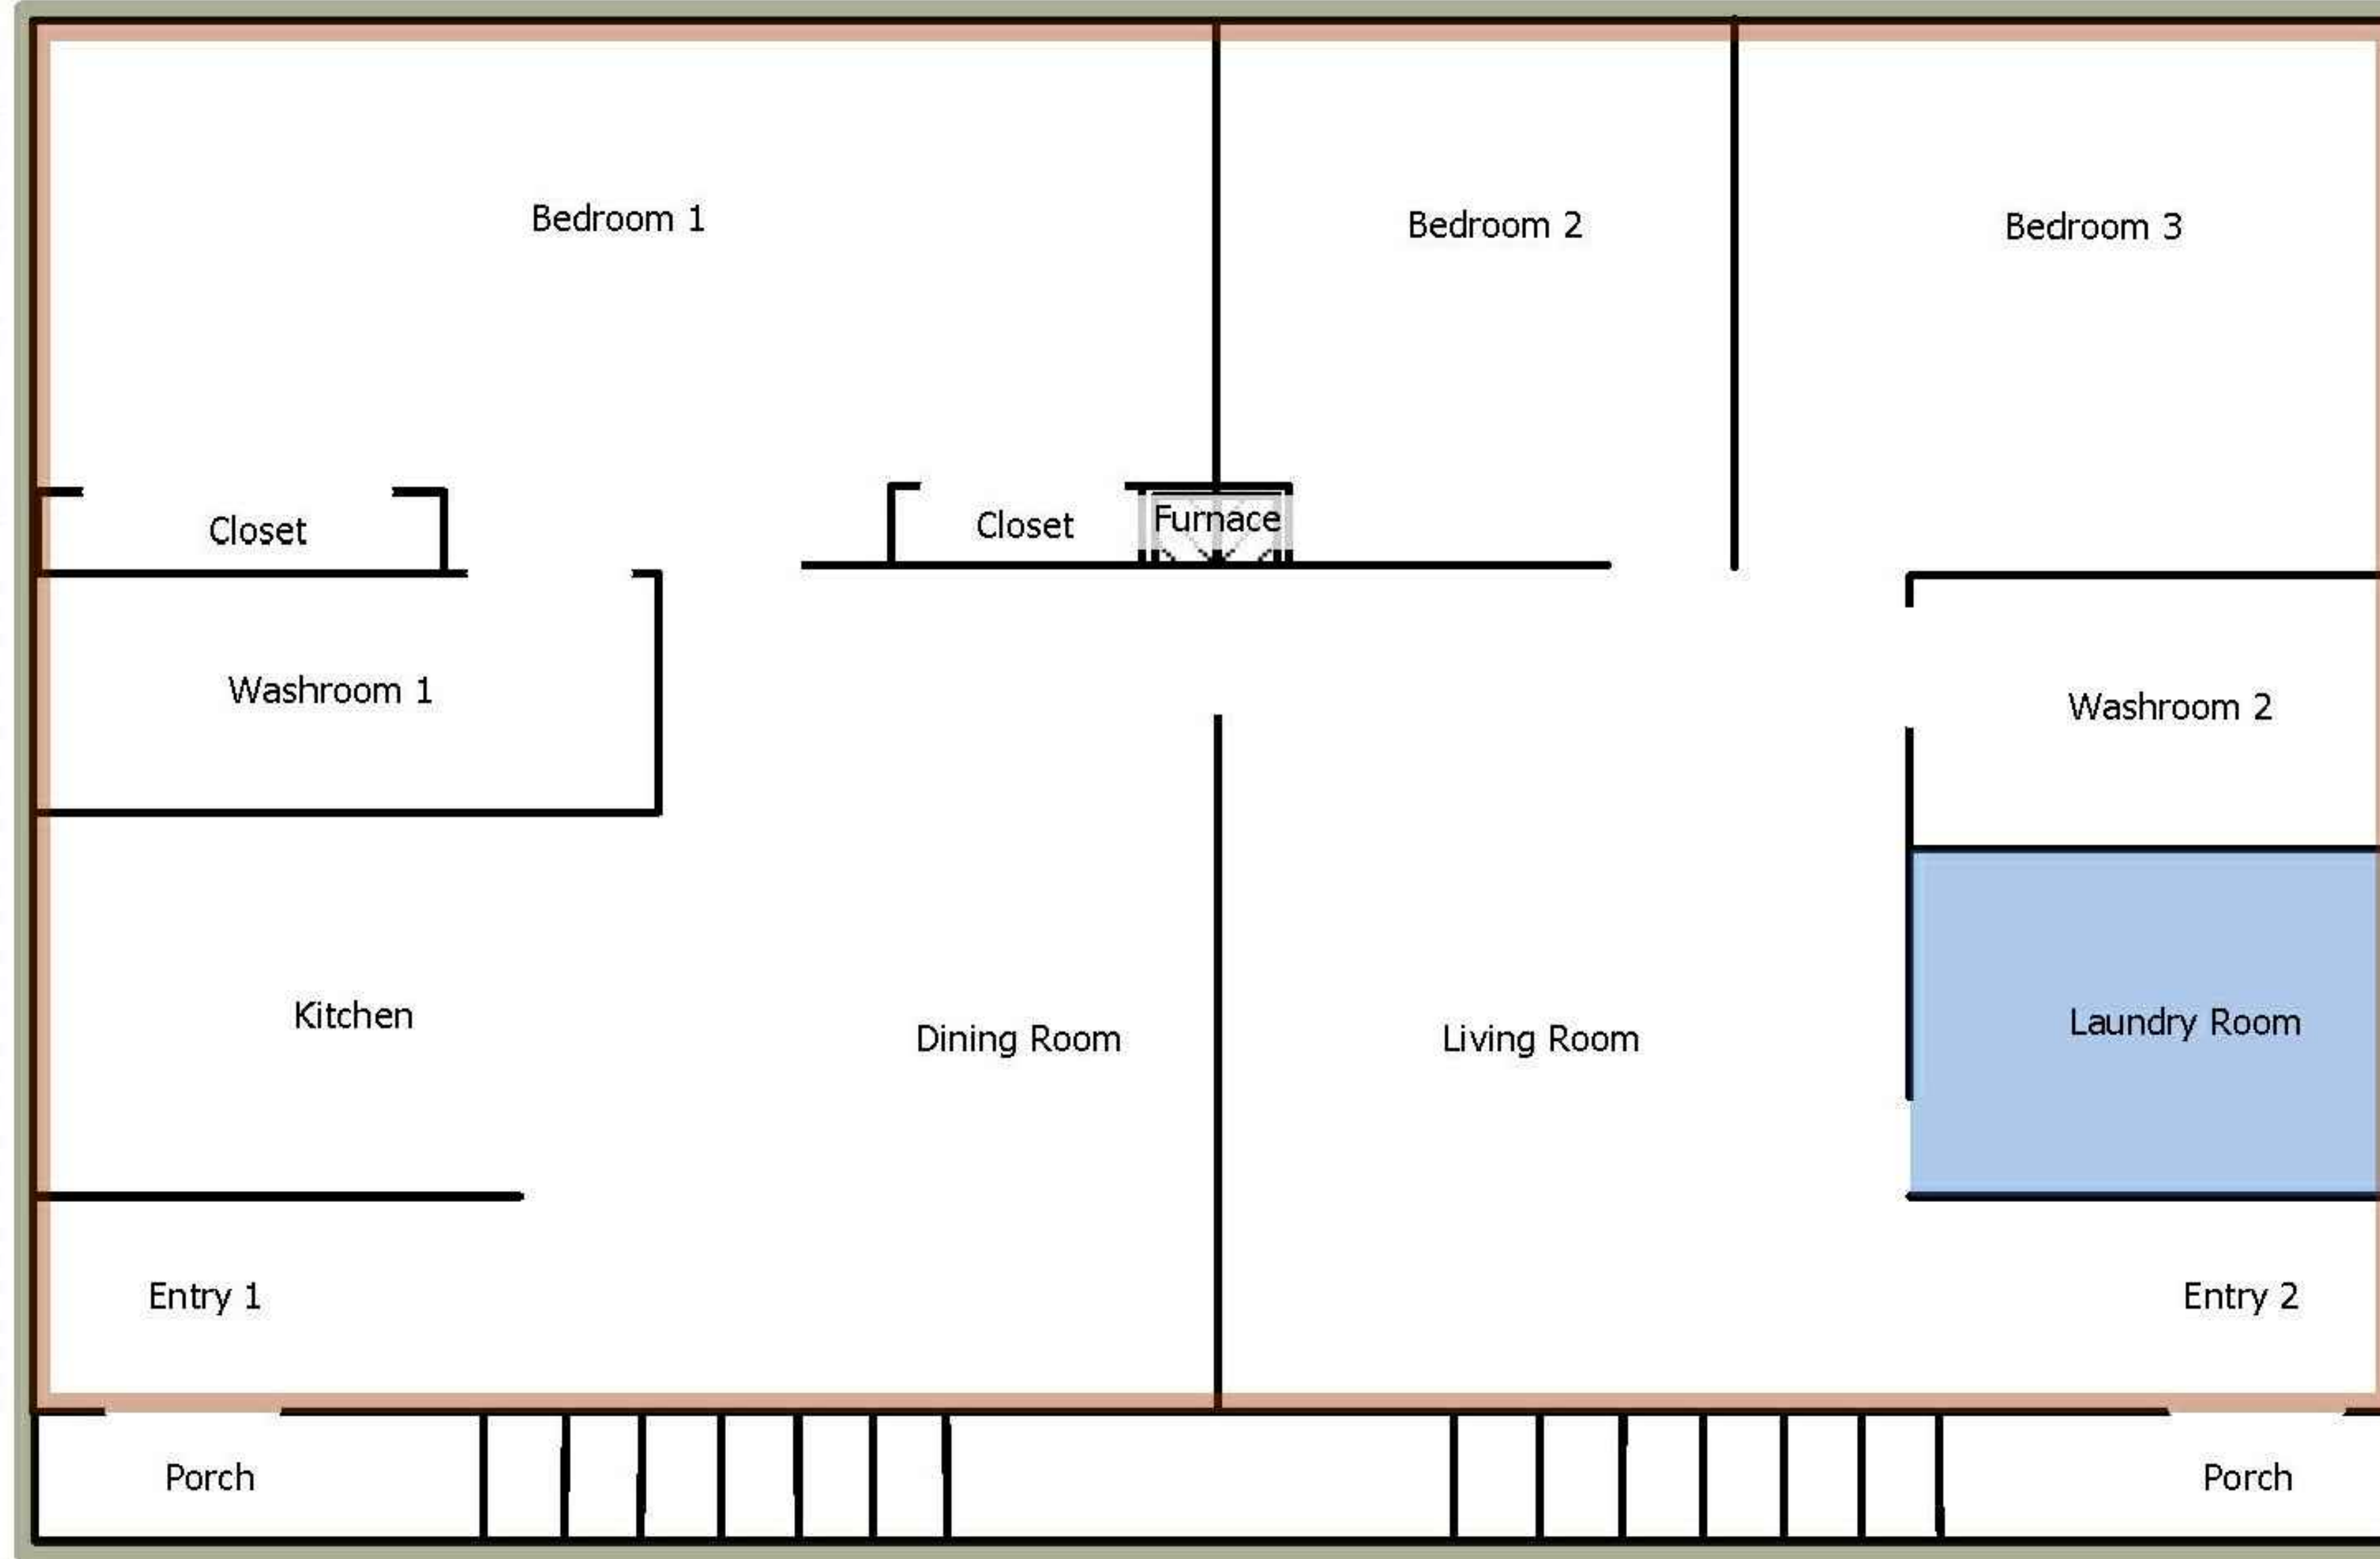 Bedroom 1
Bedroom 2
Bedroom 3
Closet
Closet
Furnace
Washroom 1
Washroom 2
Kitchen
Dining Room
Living Room
Laundry Room
Entry 1
Entry 2
Porch
Porch